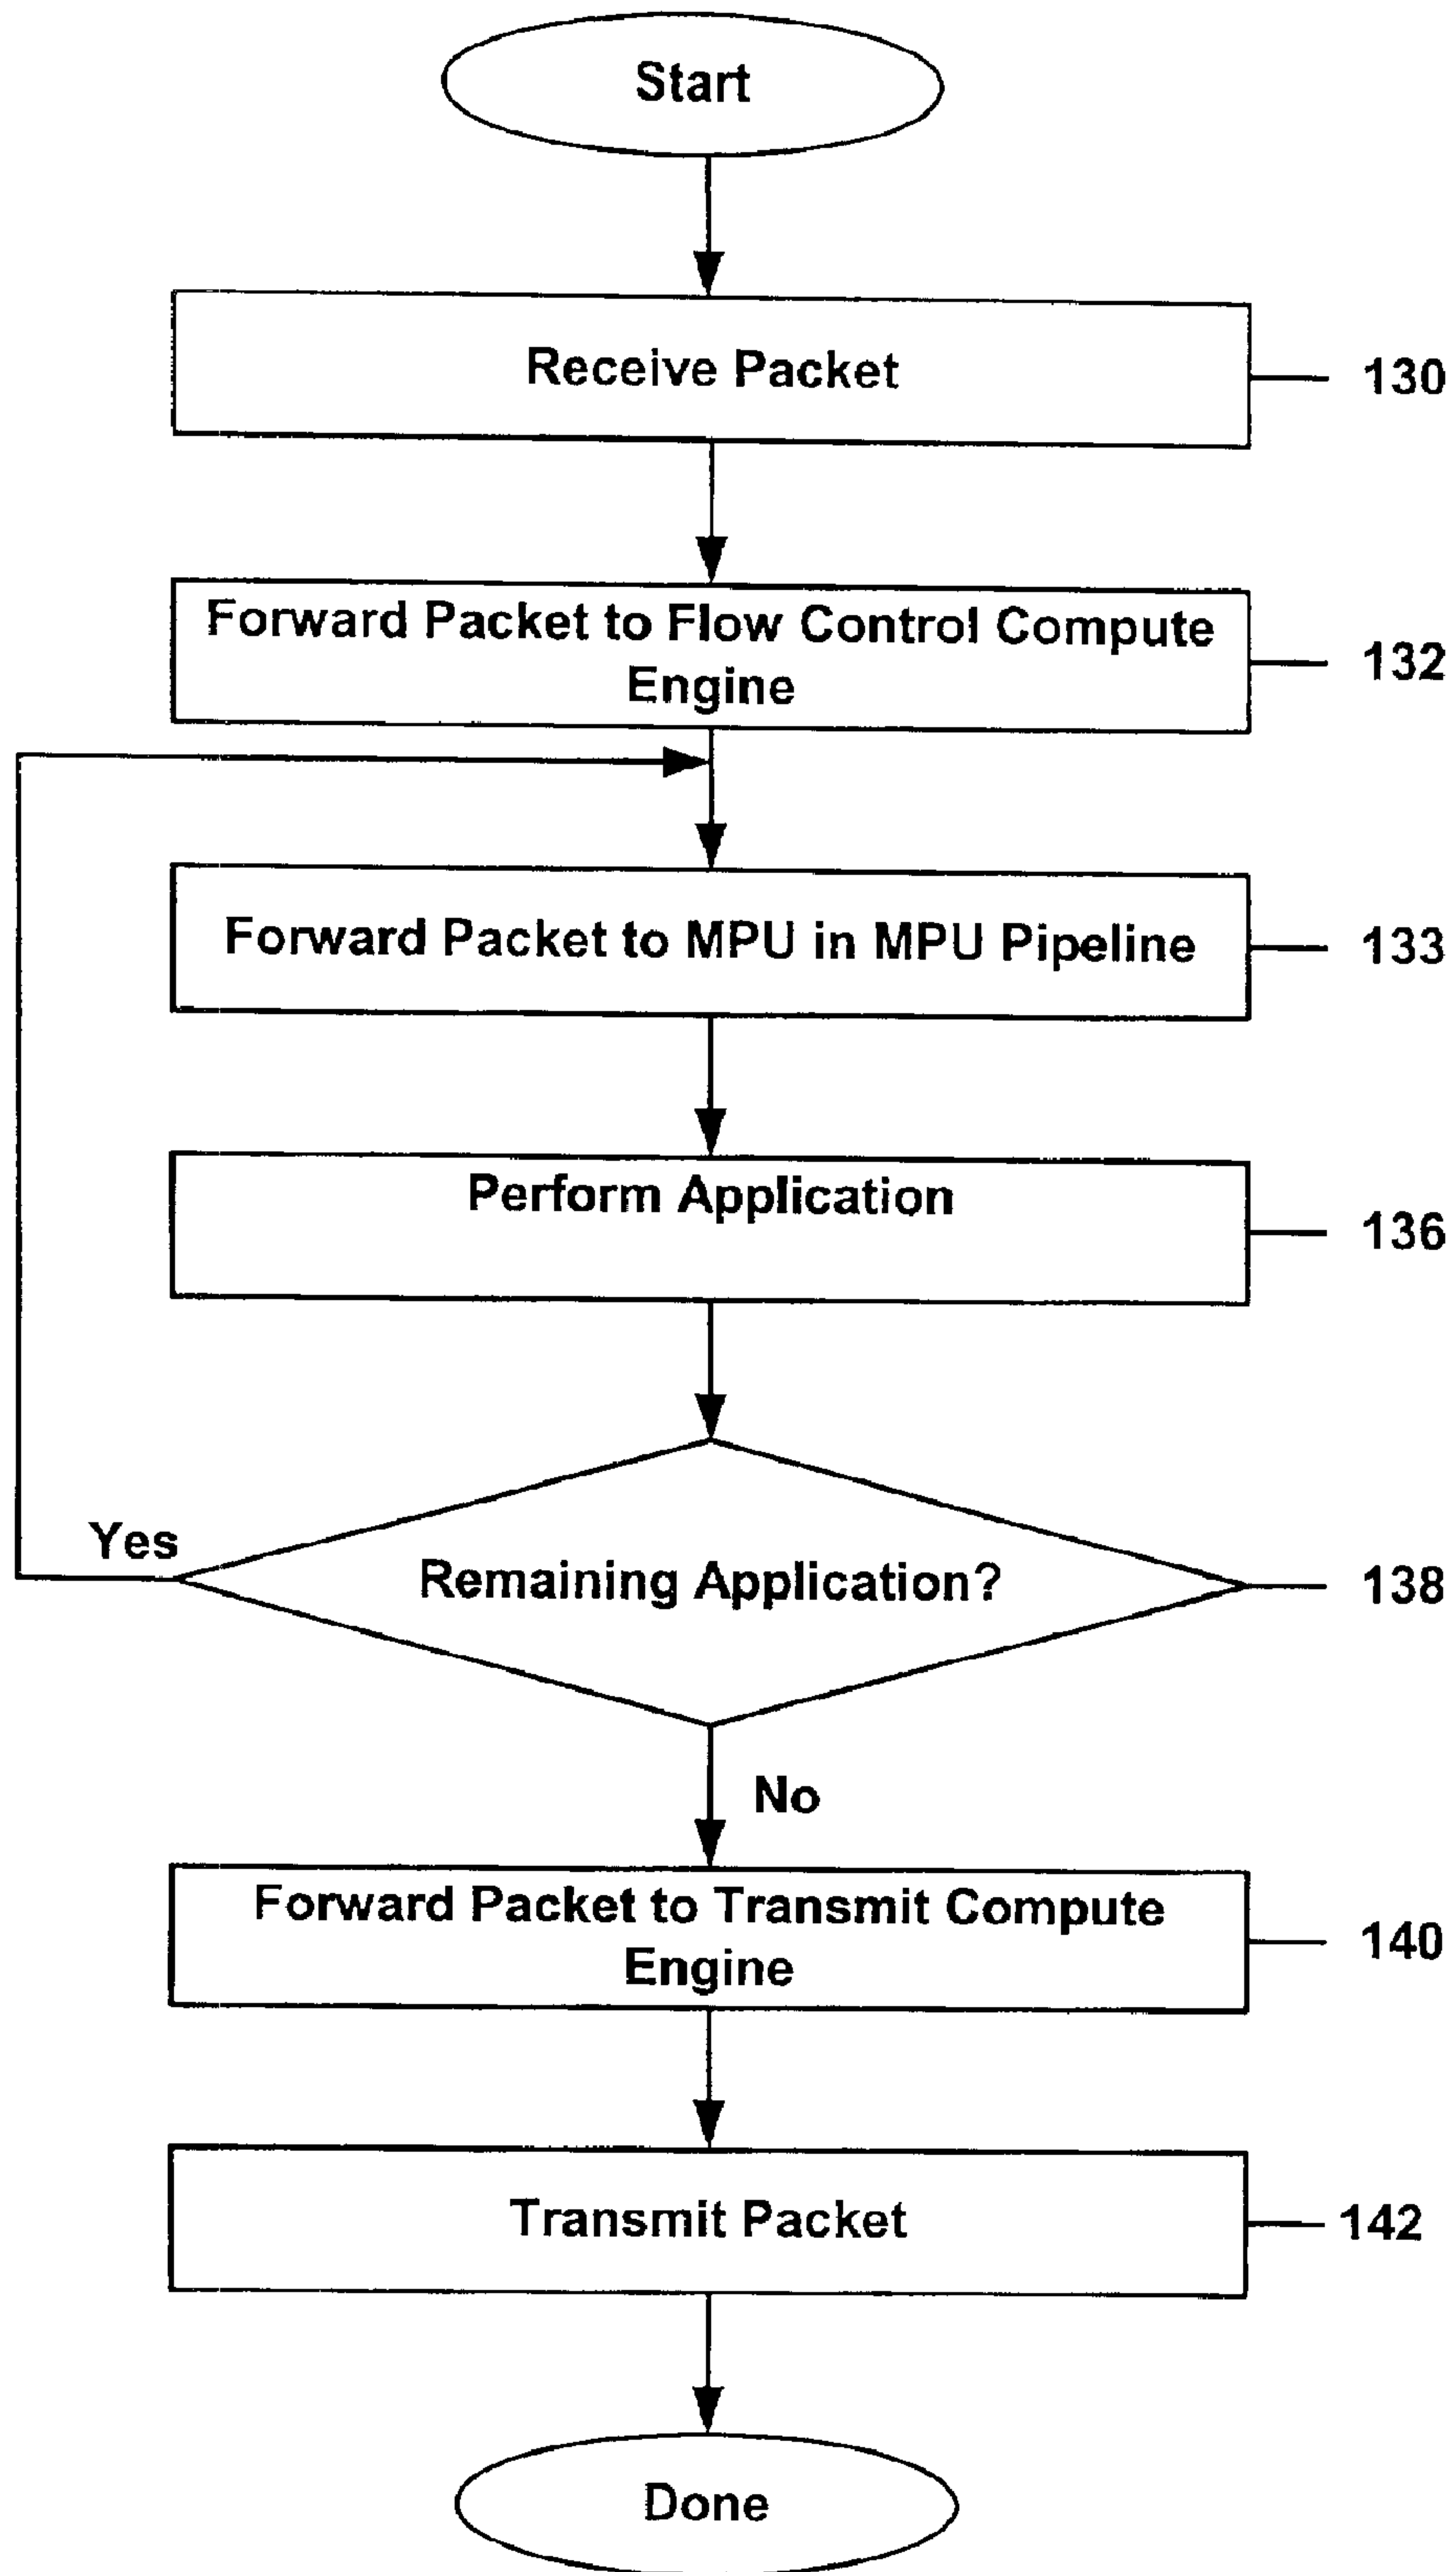 Start
Receive Packet
130
Forward Packet to Flow Control Compute
Engine
132
Forward Packet to MPU in MPU Pipeline
133
Perform Application
136
Yes
Remaining Application?
138
No
Forward Packet to Transmit Compute
Engine
140
Transmit Packet
142
Done